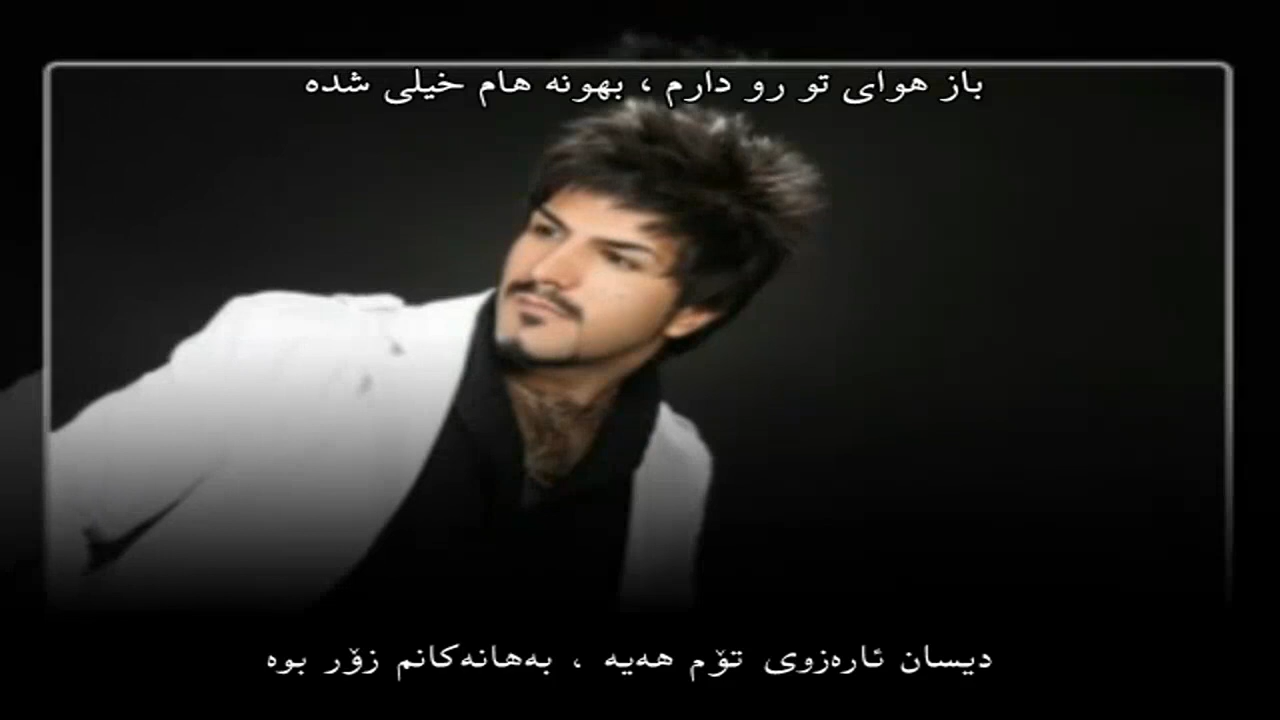 باز هوای تو رو دارم ، بهونه هام خیلی شده
دیسان ئارەزوی تۆم هەیە ، بەهانەکانم زۆر بوە